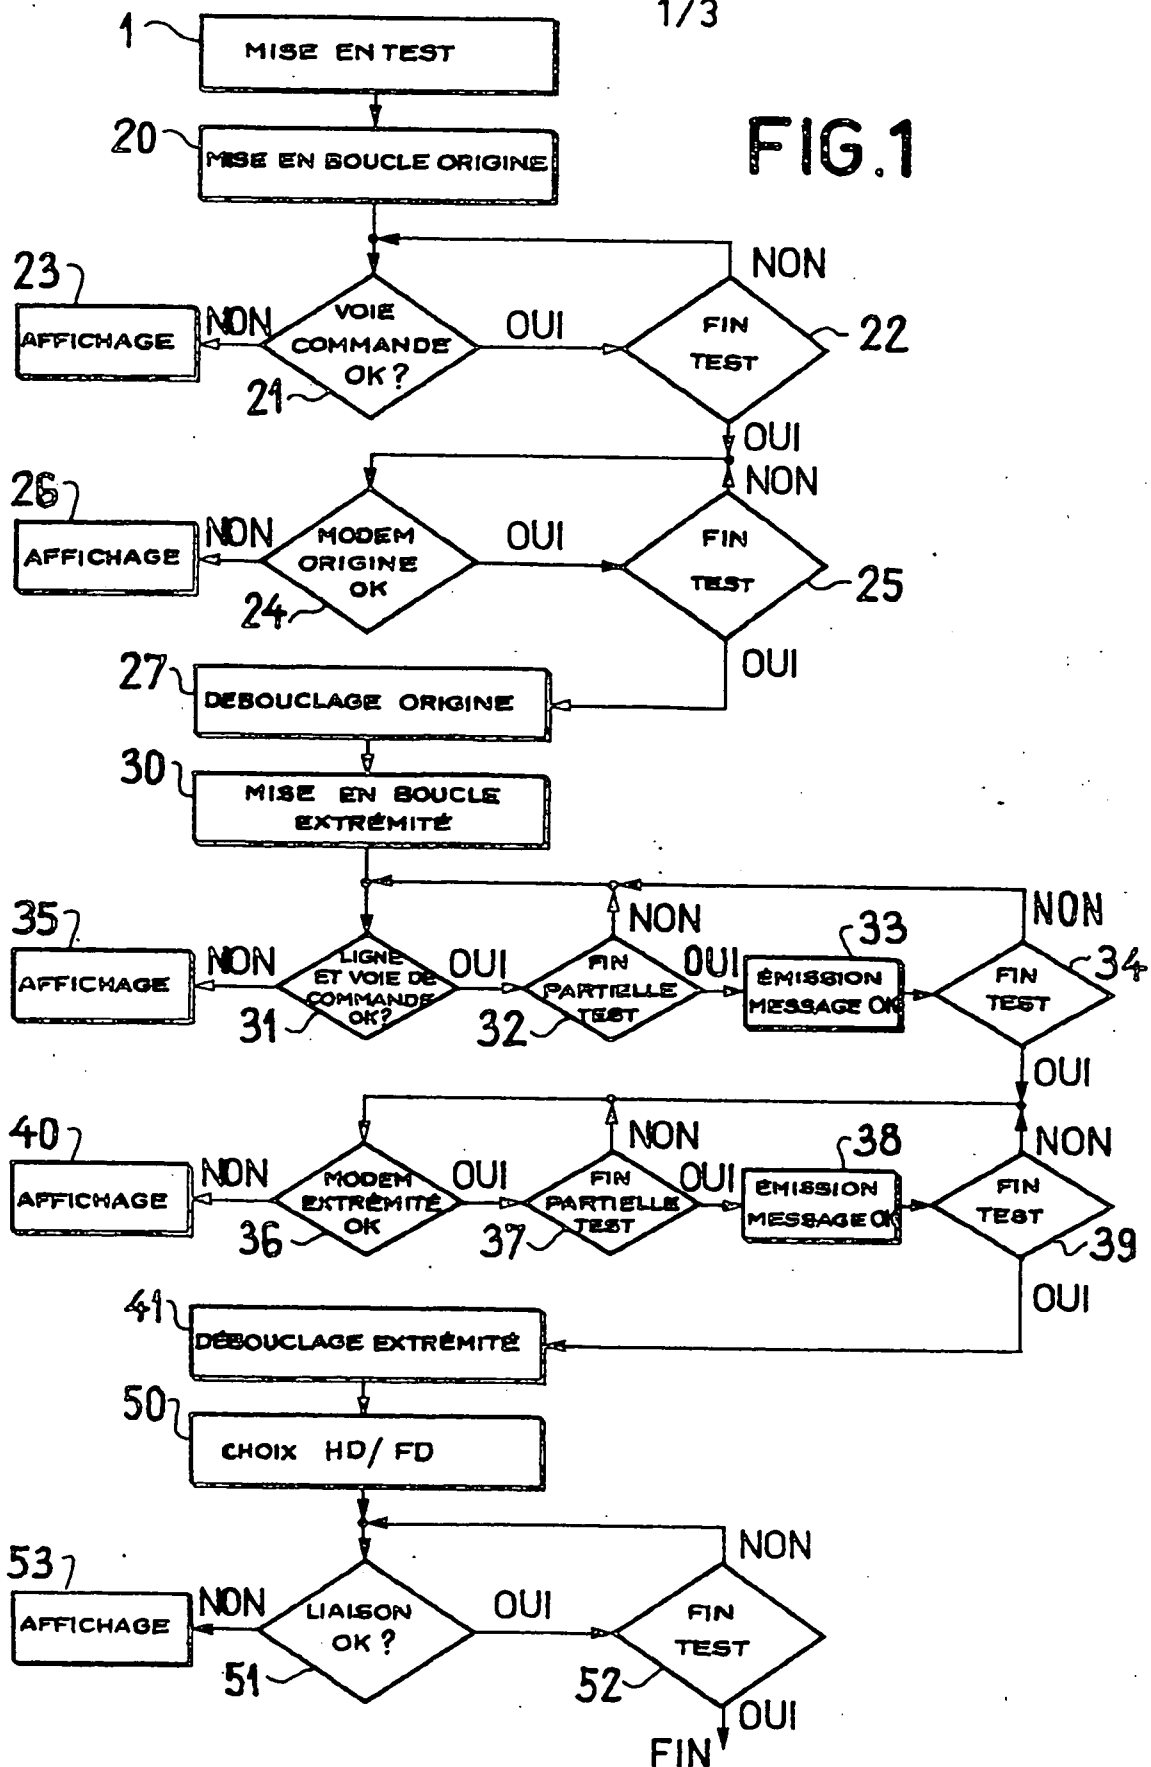 1/3
1
MISE EN TEST
FIG.1
20
MISE EN BOUCLE ORIGINE
23
NON
AFFICHAGE
NON
VOIE
COMMANDE
OK ?
OUI
FIN
TEST
22
21
OUI
26
NON
AFFICHAGE
NON
MODEM
ORIGINE
OK
OUI
FIN
TEST
25
24
OUI
27
DEBOUCLAGE ORIGINE
30
MISE EN BOUCLE
EXTRÉMITÉ
35
NON
NON
AFFICHAGE
NON
LIGNE
ET VOIE DE
COMMANDE
OK?
OUI
FIN
PARTIELLE
TEST
OUI
33
ÉMISSION
MESSAGE OK
FIN
TEST
34
31
32
OUI
40
NON
NON
AFFICHAGE
NON
MODEM
EXTRÉMITÉ
OK
OUI
FIN
PARTIELLE
TEST
OUI
38
ÉMISSION
MESSAGE OK
FIN
TEST
39
36
37
OUI
41
DÉBOUCLAGE EXTRÉMITÉ
50
CHOIX HD/FD
53
NON
AFFICHAGE
NON
LIAISON
OK ?
OUI
FIN
TEST
51
52
OUI
FIN